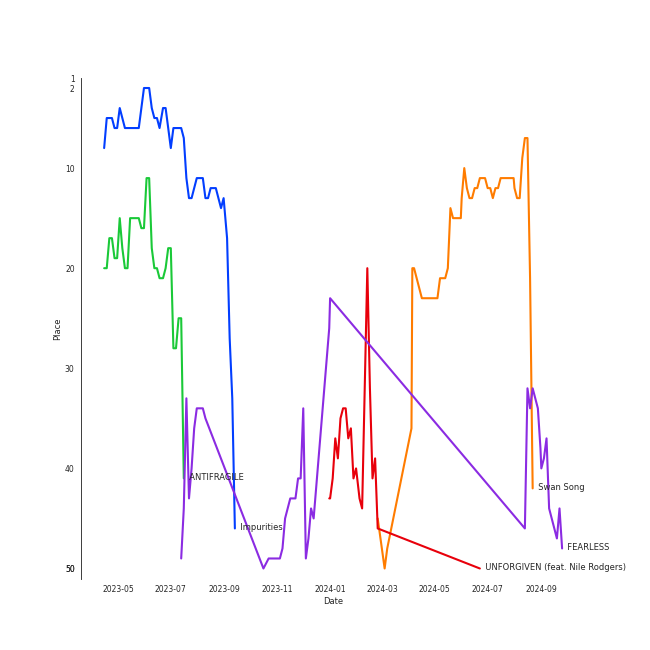 1
2
10
20
30
40
50
Place
ANTIFRAGILE
Swan Song
Impurities
FEARLESS
UNFORGIVEN (feat. Nile Rodgers)
2023-05 2023-07 2023-09 2023-11 2024-01 2024-03 2024-05 2024-07 2024-09
Date